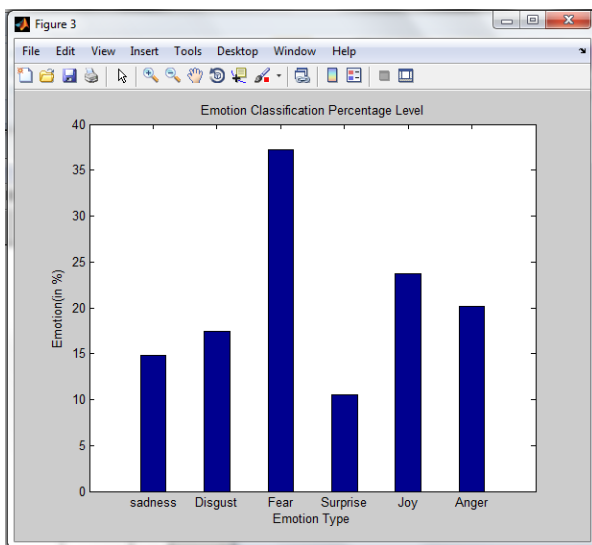 Figure 3
File Edit View Insert Tools Desktop Window Help
Emotion Classification Percentage Level
40
35
30
25
20
15
10
5
0
Emotion(in %)
sadness Disgust Fear Surprise Joy Anger
Emotion Type